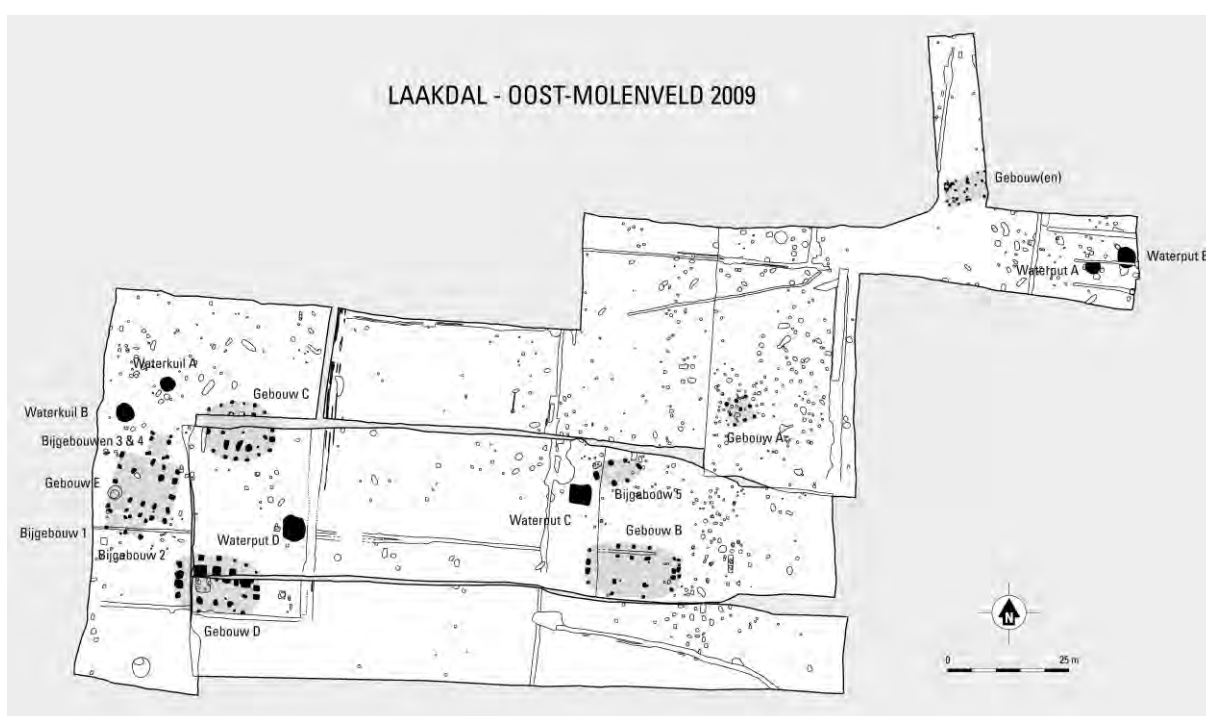 LAAKDAL - OOST-MOLENVELD 2009
Gebouw(en)
Waterput A
Waterput B
Waterkuil A
Gebouw C
Waterkuil B
Bijgebouwen 3 & 4
Gebouw A
Gebouw E
Bijgebouw 5
Waterput C
Gebouw B
Bijgebouw 1
Waterput D
Bijgebouw 2
Gebouw D
N
0 25 m